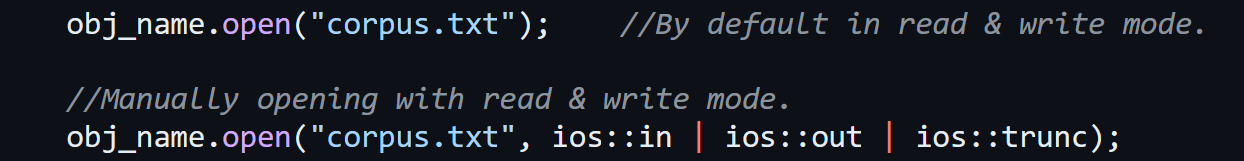 obj_name.open("corpus.txt");    //By default in read & write mode.
//Manually opening with read & write mode.
obj_name.open("corpus.txt", ios::in | ios::out | ios::trunc);